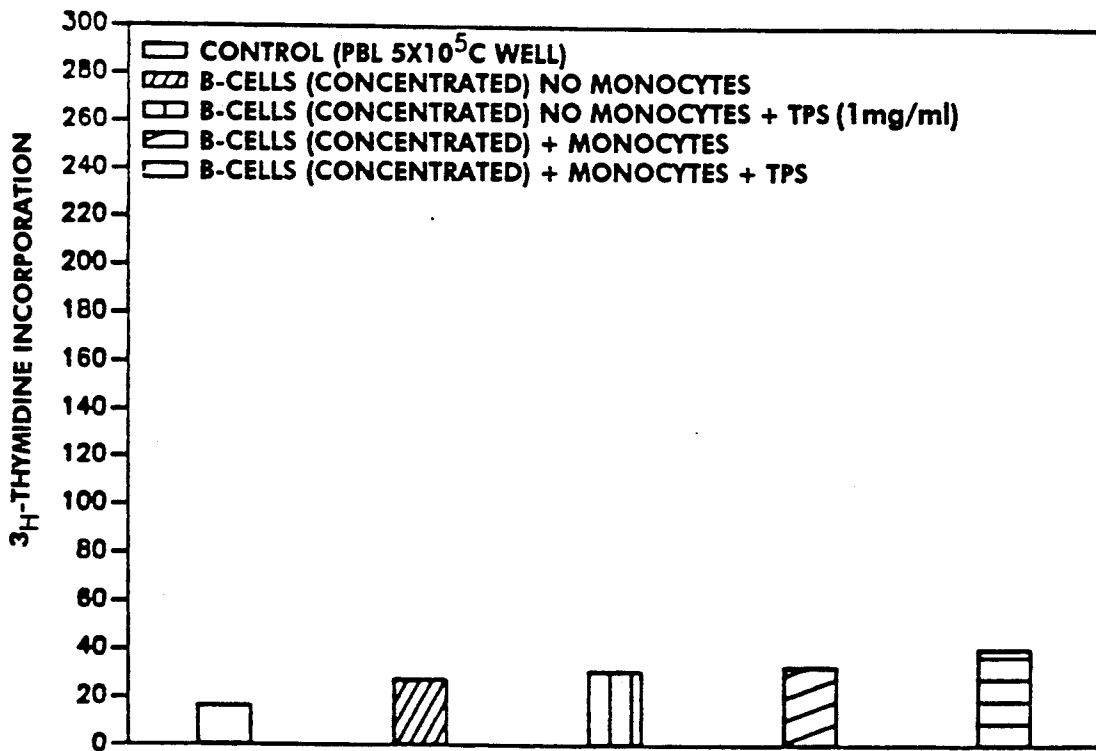 300
280
260
240
220
200
180
160
140
120
100
80
60
40
20
0
3H-THYMIDINE INCORPORATION
CONTROL (PBL 5X10⁵C WELL)
B-CELLS (CONCENTRATED) NO MONOCYTES
B-CELLS (CONCENTRATED) NO MONOCYTES + TPS (1mg/ml)
B-CELLS (CONCENTRATED) + MONOCYTES
B-CELLS (CONCENTRATED) + MONOCYTES + TPS